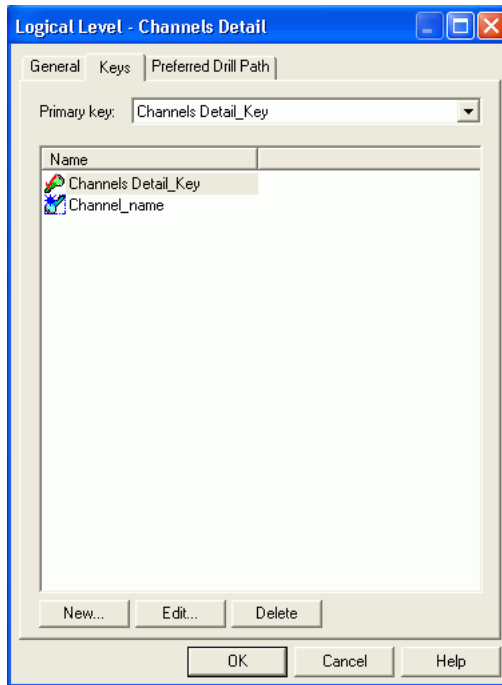 Logical Level - Channels Detail
General Keys Preferred Drill Path
Primary key: Channels Detail_Key
Name
Channels Detail_Key
Channel_name
New... Edit... Delete
OK Cancel Help